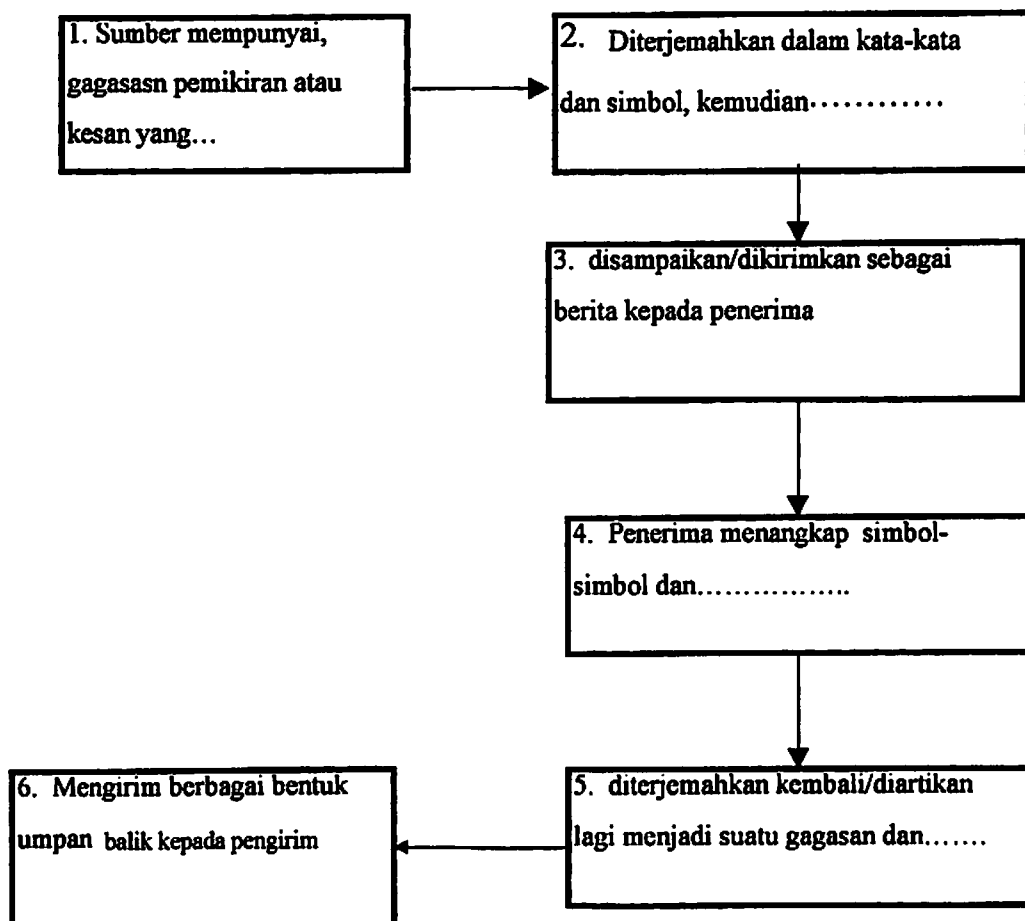 1. Sumber mempunyai,
gagasasn pemikiran atau
kesan yang...
2. Diterjemahkan dalam kata-kata
dan simbol, kemudian............
3. disampaikan/dikirimkan sebagai
berita kepada penerima
4. Penerima menangkap simbol-
simbol dan.................
5. diterjemahkan kembali/diartikan
lagi menjadi suatu gagasan dan.......
6. Mengirim berbagai bentuk
umpan balik kepada pengirim